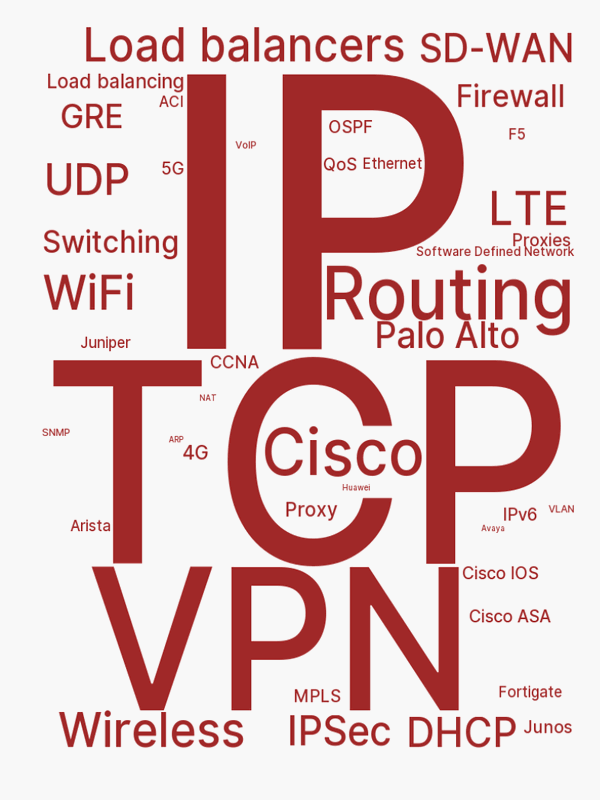 Load balancers
SD-WAN
Load balancing
ACI
Firewall
GRE
IP
OSPF
F5
VoIP
QoS
Ethernet
UDP
5G
LTE
Switching
Proxies
Software Defined Network
WiFi
Routing
Juniper
Palo Alto
CCNA
TCP
NAT
SNMP
ARP
4G
Cisco
Huawei
Proxy
IPv6
VLAN
Arista
Avaya
VPN
Cisco IOS
Cisco ASA
MPLS
Fortigate
Wireless
IPSec
DHCP
Junos